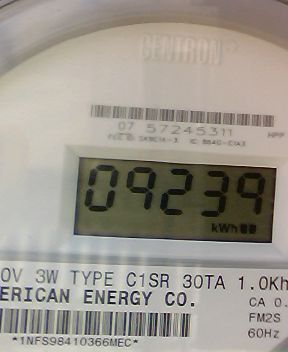 CENTRON®
07 57245311
HPP
09239
kWh
0V 3W TYPE C1SR 30TA 1.0Kh
ERICAN ENERGY CO.
CA 0.
FM2S
60Hz
*1NFS98410366MEC*